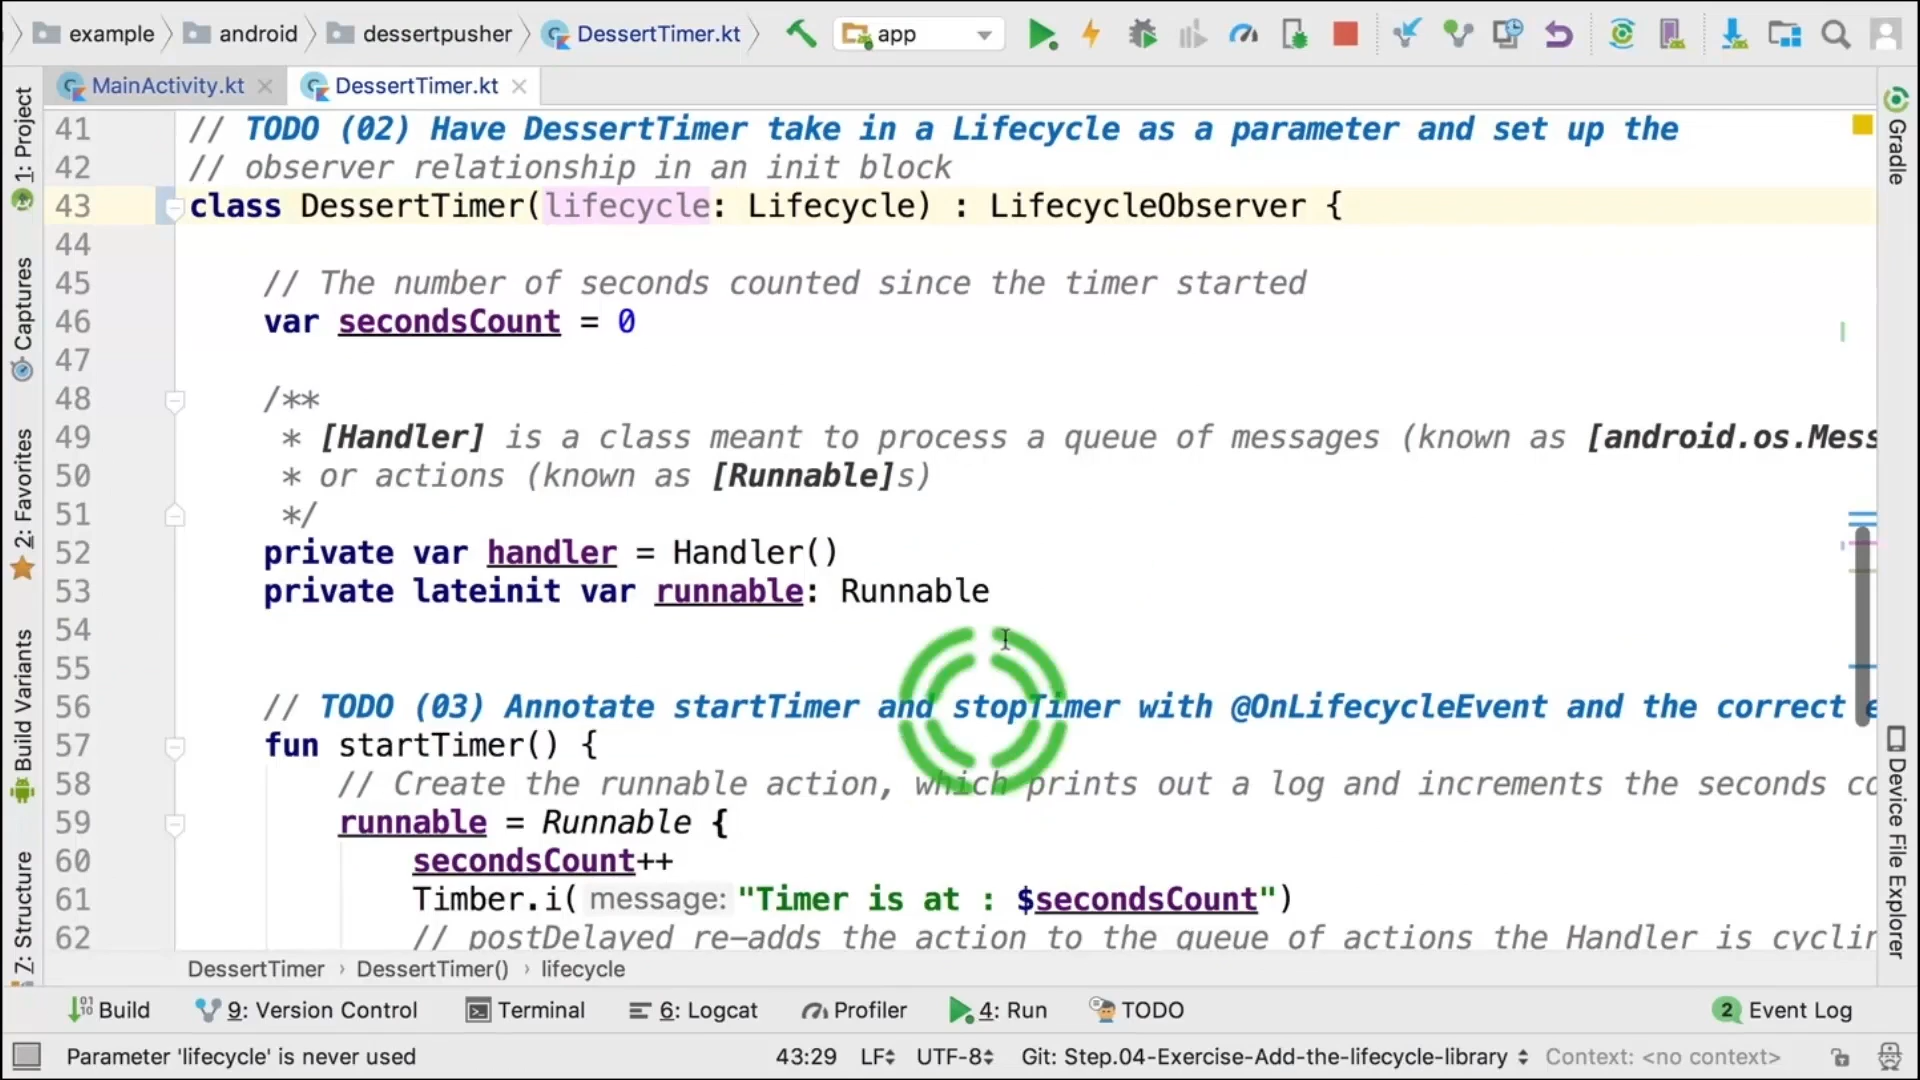 example
android
dessertpusher
DessertTimer.kt
app
MainActivity.kt
DessertTimer.kt
1: Project
Captures
2: Favorites
Build Variants
Z: Structure
Gradle
Device File Explorer
41 // TODO (02) Have DessertTimer take in a Lifecycle as a parameter and set up the
42 // observer relationship in an init block
43 class DessertTimer(lifecycle: Lifecycle) : LifecycleObserver {
44
45 // The number of seconds counted since the timer started
46 var secondsCount = 0
47
48 /**
49 * [Handler] is a class meant to process a queue of messages (known as [android.os.Mess
50 * or actions (known as [Runnable]s)
51 */
52 private var handler = Handler()
53 private lateinit var runnable: Runnable
54
55
56 // TODO (03) Annotate startTimer and stopTimer with @OnLifecycleEvent and the correct e
57 fun startTimer() {
58 // Create the runnable action, which prints out a log and increments the seconds co
59 runnable = Runnable {
60 secondsCount++
61 Timber.i( message: "Timer is at : $secondsCount")
62 // postDelayed re-adds the action to the queue of actions the Handler is cyclin
DessertTimer › DessertTimer() › lifecycle
Build
9: Version Control
Terminal
6: Logcat
Profiler
4: Run
TODO
2 Event Log
Parameter 'lifecycle' is never used
43:29
LF
UTF-8
Git: Step.04-Exercise-Add-the-lifecycle-library
Context: <no context>